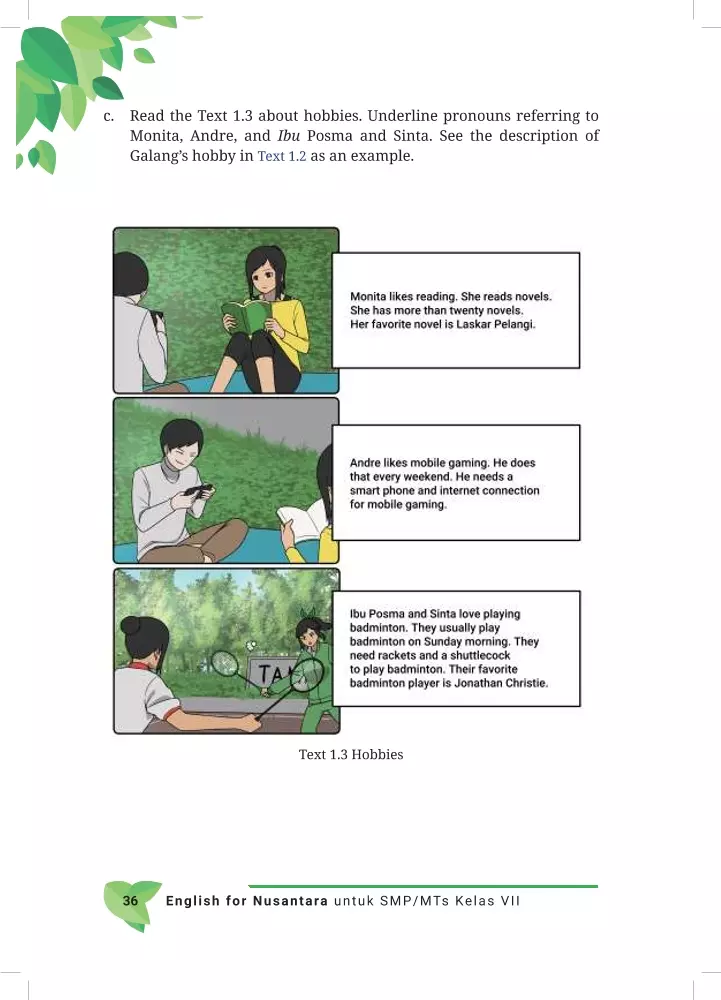 c. Read the Text 1.3 about hobbies. Underline pronouns referring to
Monita, Andre, and Ibu Posma and Sinta. See the description of
Galang’s hobby in Text 1.2 as an example.
Monita likes reading. She reads novels.
She has more than twenty novels.
Her favorite novel is Laskar Pelangi.
Andre likes mobile gaming. He does
that every weekend. He needs a
smart phone and internet connection
for mobile gaming.
Ibu Posma and Sinta love playing
badminton. They usually play
badminton on Sunday morning. They
need rackets and a shuttlecock
to play badminton. Their favorite
badminton player is Jonathan Christie.
Text 1.3 Hobbies
36 English for Nusantara untuk SMP/MTs Kelas VII